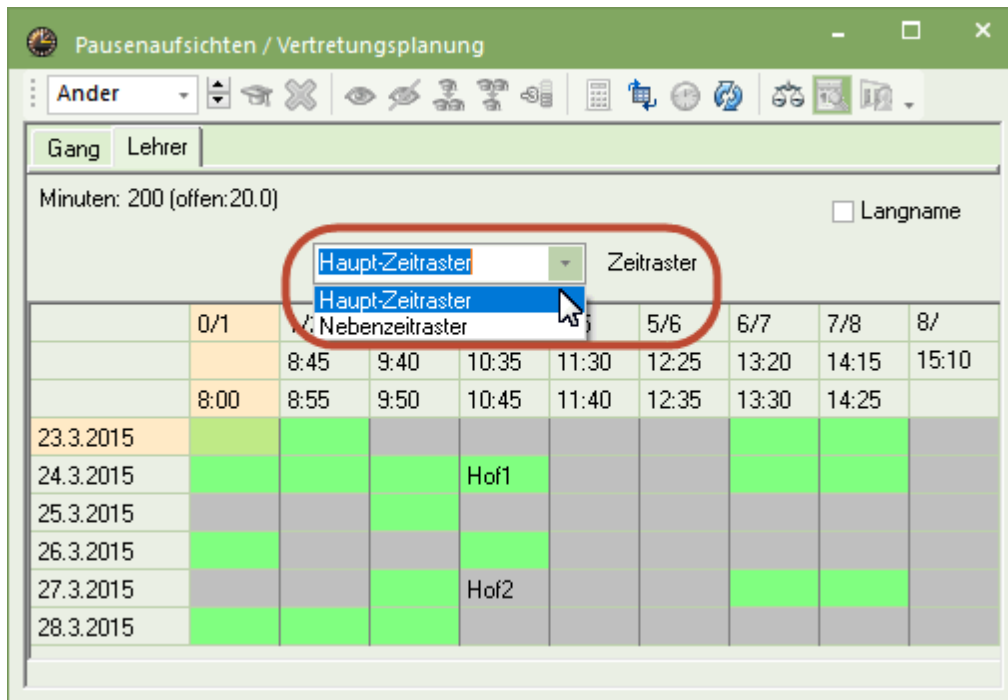 Pausenaufsichten / Vertretungsplanung
Ander
Gang Lehrer
Minuten: 200 (offen:20.0)
Langname
Haupt-Zeitraster Zeitraster
Haupt-Zeitraster
Nebenzeitraster
0/1 5/6 6/7 7/8 8/
8:45 9:40 10:35 11:30 12:25 13:20 14:15 15:10
8:00 8:55 9:50 10:45 11:40 12:35 13:30 14:25
23.3.2015
24.3.2015 Hof1
25.3.2015
26.3.2015
27.3.2015 Hof2
28.3.2015